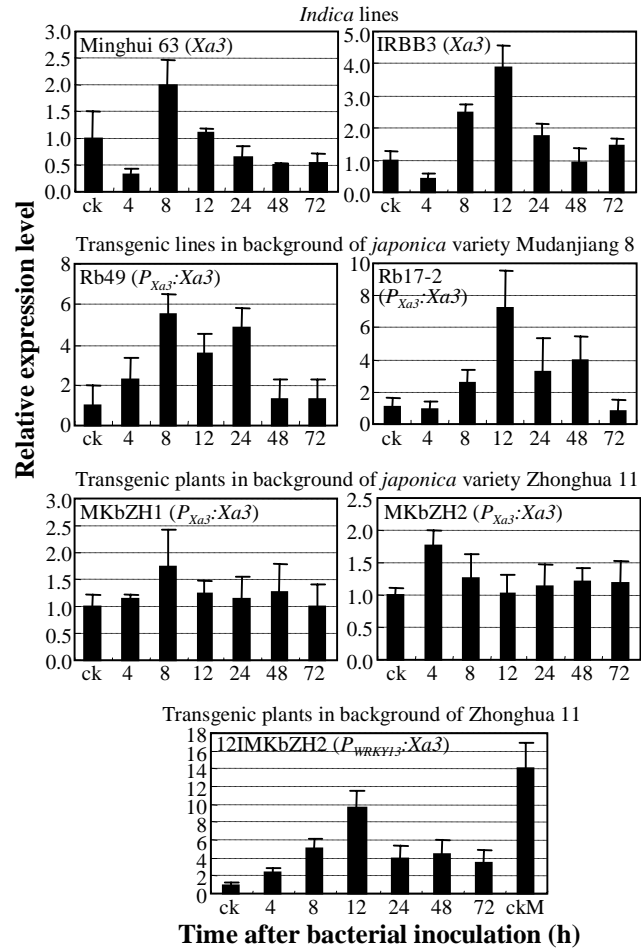 Indica lines
Minghui 63 (Xa3)
3.0
2.5
2.0
1.5
1.0
0.5
0.0
ck 4 8 12 24 48 72
IRBB3 (Xa3)
5.0
4.0
3.0
2.0
1.0
0.0
ck 4 8 12 24 48 72
Transgenic lines in background of japonica variety Mudanjiang 8
Rb49 (PXa3:Xa3)
8
6
4
2
0
ck 4 8 12 24 48 72
Rb17-2
(PXa3:Xa3)
10
8
6
4
2
0
ck 4 8 12 24 48 72
Transgenic plants in background of japonica variety Zhonghua 11
MKbZH1 (PXa3:Xa3)
3.0
2.5
2.0
1.5
1.0
0.5
0.0
ck 4 8 12 24 48 72
MKbZH2 (PXa3:Xa3)
2.5
2.0
1.5
1.0
0.5
0.0
ck 4 8 12 24 48 72
Transgenic plants in background of Zhonghua 11
12IMKbZH2 (PWRKY13:Xa3)
18
16
14
12
10
8
6
4
2
0
ck 4 8 12 24 48 72 ckM
Relative expression level
Time after bacterial inoculation (h)